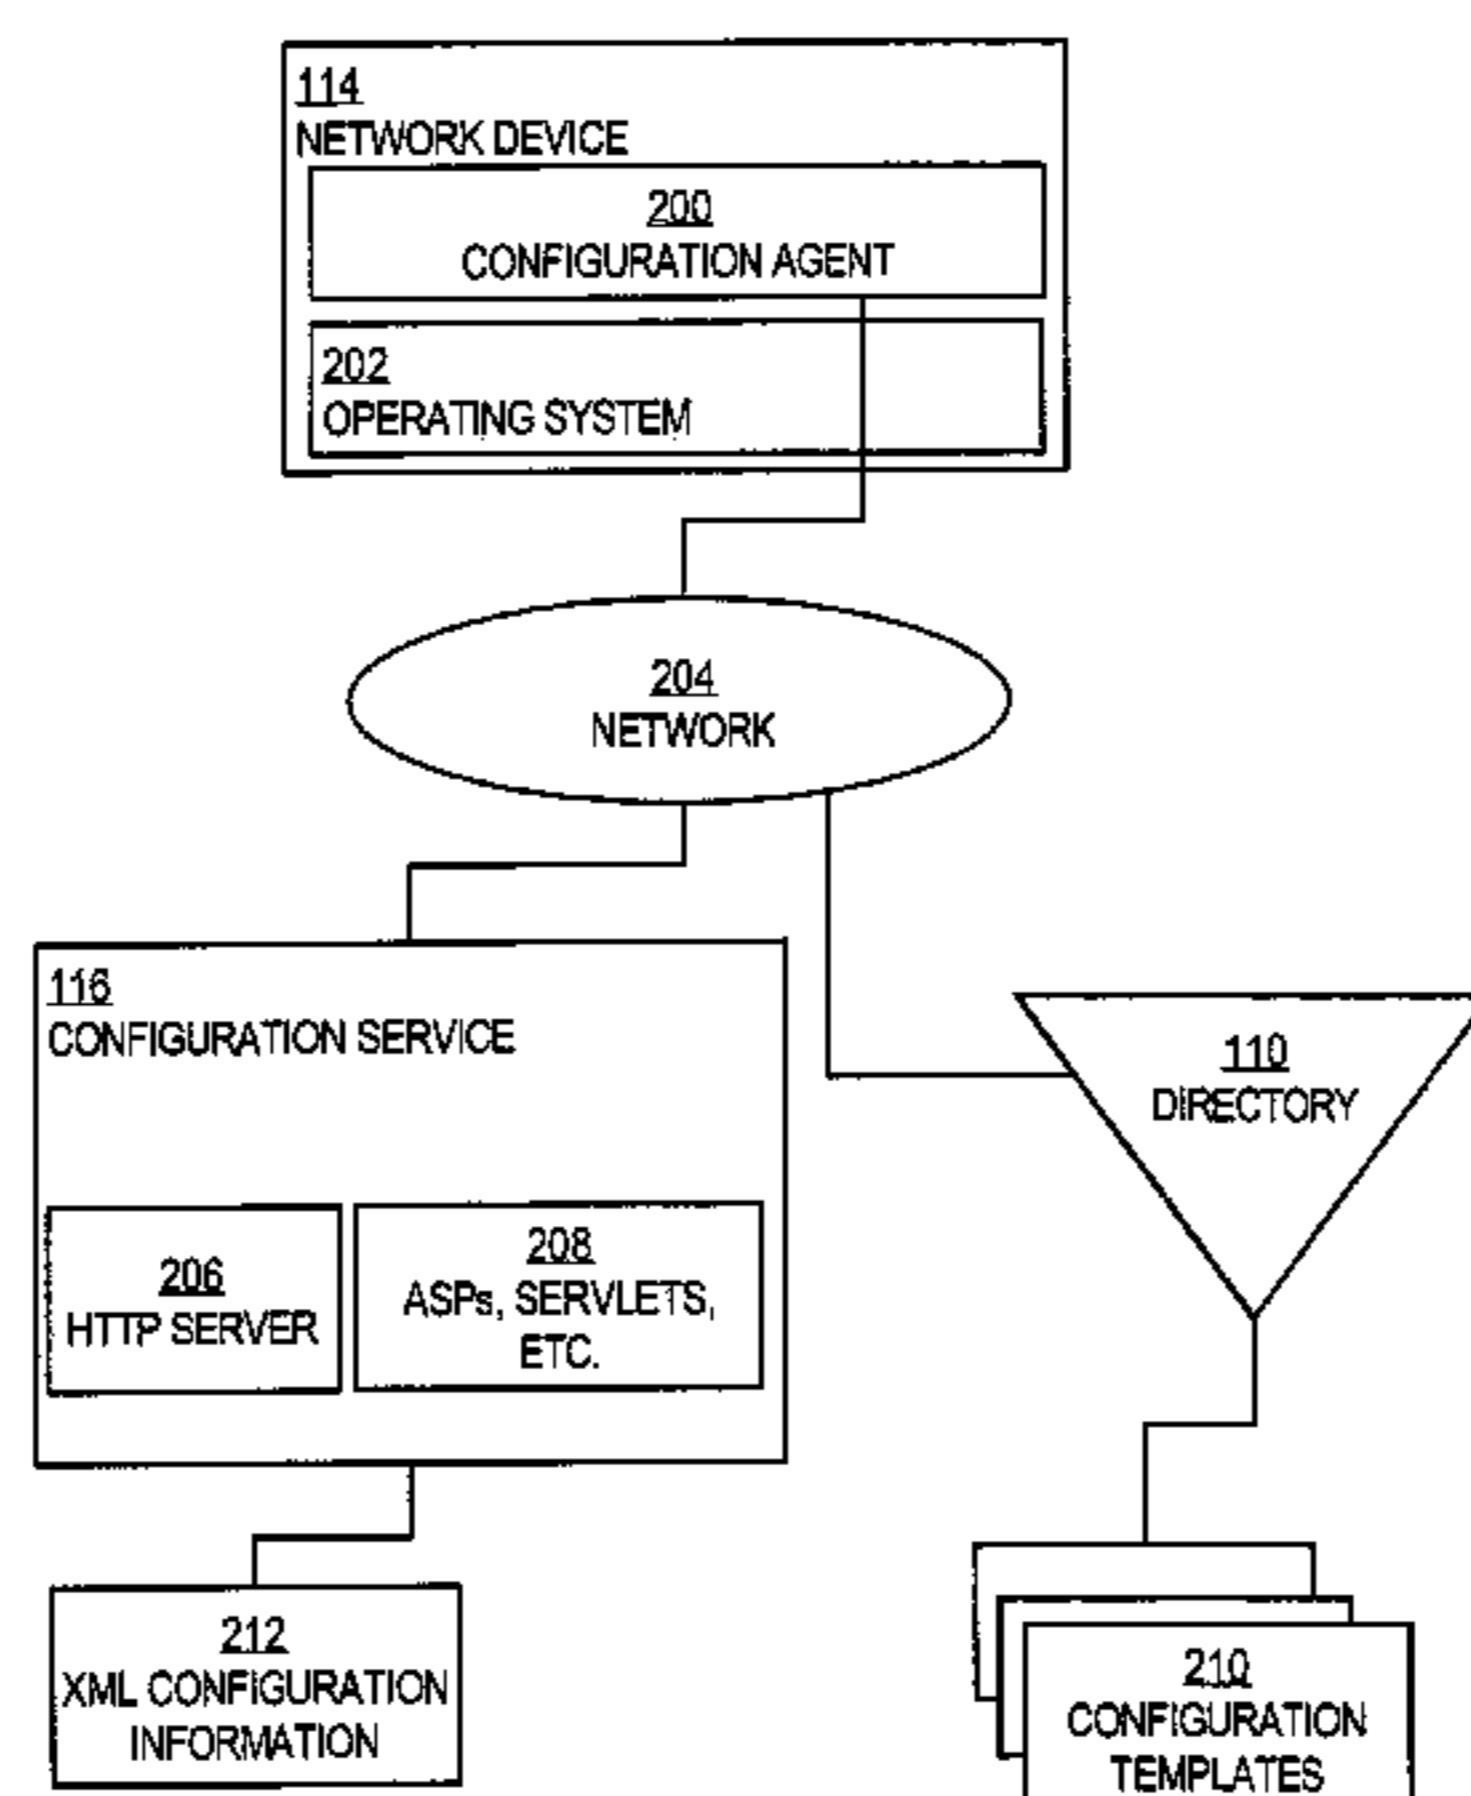 114
NETWORK DEVICE
200
CONFIGURATION AGENT
202
OPERATING SYSTEM
204
NETWORK
116
CONFIGURATION SERVICE
110
DIRECTORY
206
HTTP SERVER
208
ASPs, SERVLETS,
ETC.
212
XML CONFIGURATION
INFORMATION
210
CONFIGURATION
TEMPLATES